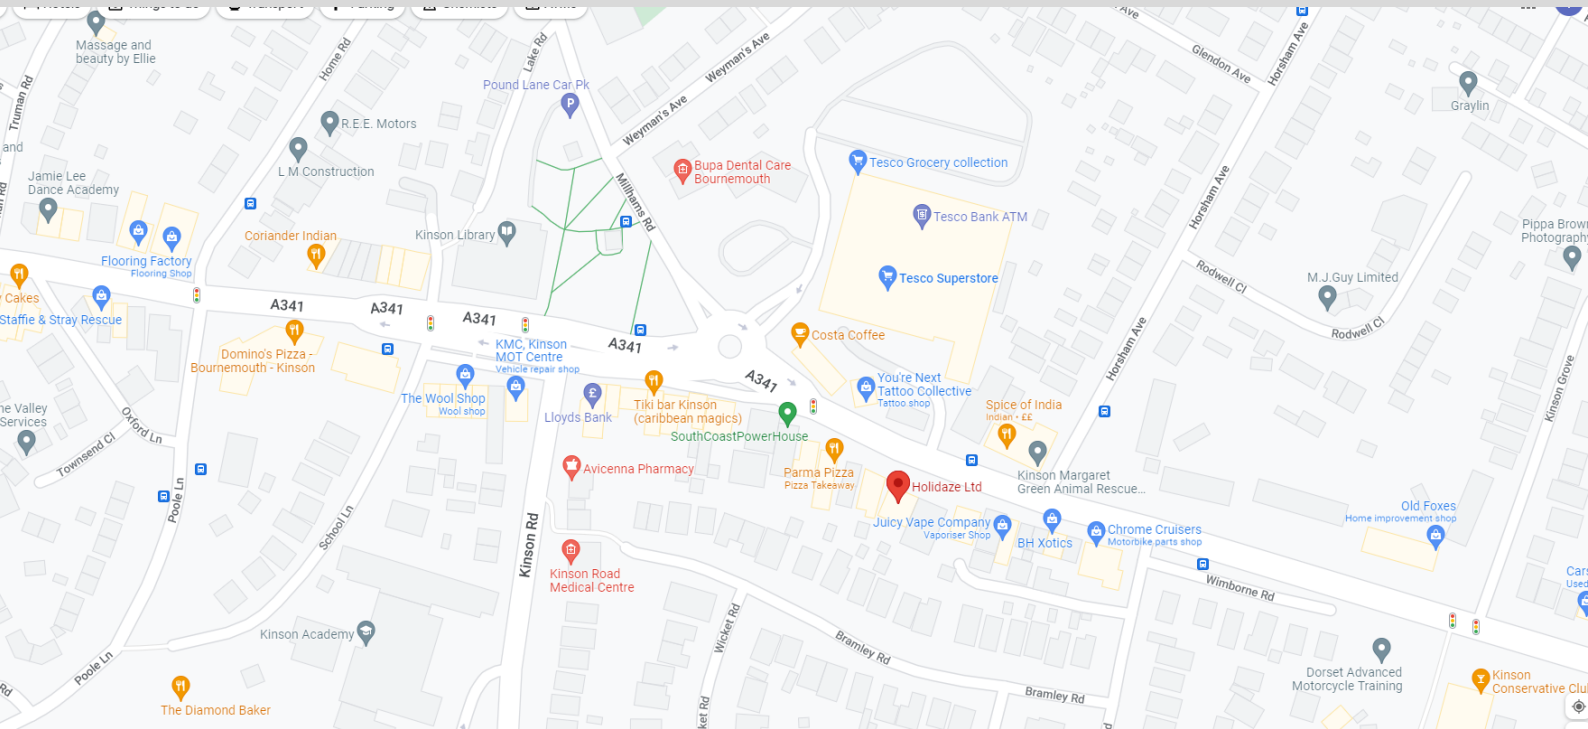 Massage and
beauty by Ellie
Truman Rd
Home Rd
Lake Rd
Pound Lane Car Pk
Weyman's Ave
Weyman's Ave
Glendon Ave
Horsham Ave
Graylin
R.E.E. Motors
L M Construction
Bupa Dental Care
Bournemouth
Tesco Grocery collection
and
Jamie Lee
Dance Academy
Millhams Rd
Horsham Ave
Tesco Bank ATM
Coriander Indian
Kinson Library
Pippa Brown
Photography
Flooring Factory
Flooring Shop
Tesco Superstore
Rodwell Cl
M.J.Guy Limited
Cakes
Staffie & Stray Rescue
A341
A341
A341
A341
Rodwell Cl
Costa Coffee
Horsham Ave
KMC, Kinson
MOT Centre
Vehicle repair shop
Domino's Pizza -
Bournemouth - Kinson
A341
You're Next
Tattoo Collective
Tattoo shop
Kinson Grove
The Wool Shop
Wool shop
Lloyds Bank
Tiki bar Kinson
(caribbean magics)
Spice of India
Indian • ££
he Valley
Services
Oxford Ln
Townsend Cl
SouthCoastPowerHouse
Avicenna Pharmacy
Parma Pizza
Pizza Takeaway
Kinson Margaret
Green Animal Rescue...
Holidaze Ltd
Poole Ln
School Ln
Kinson Rd
Juicy Vape Company
Vaporiser Shop
BH Xotics
Chrome Cruisers
Motorbike parts shop
Old Foxes
Home improvement shop
Kinson Road
Medical Centre
Wimborne Rd
Cars
Used
Kinson Academy
Wicket Rd
Bramley Rd
Poole Ln
Dorset Advanced
Motorcycle Training
Kinson
Conservative Clu
Bramley Rd
The Diamond Baker
ket Rd